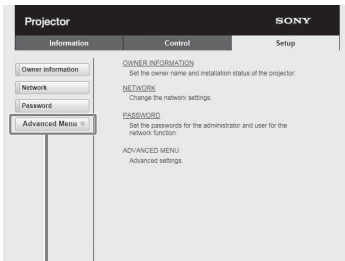 Projector
SONY
Information
Control
Setup
Owner information
Network
Password
Advanced Menu
OWNER INFORMATION
Set the owner name and installation status of the projector.
NETWORK
Change the network settings.
PASSWORD
Set the passwords for the administrator and user for the
network function.
ADVANCED MENU
Advanced settings.